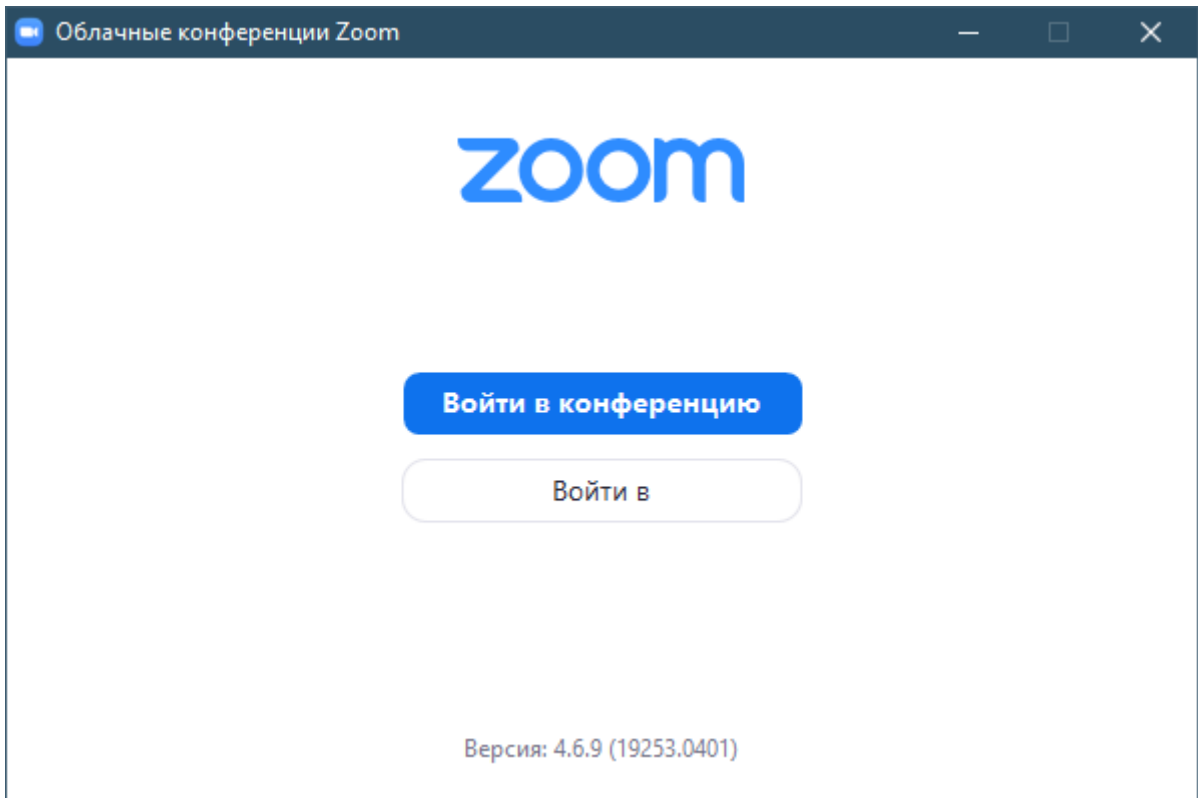 Облачные конференции Zoom
zoom
Войти в конференцию
Войти в
Версия: 4.6.9 (19253.0401)